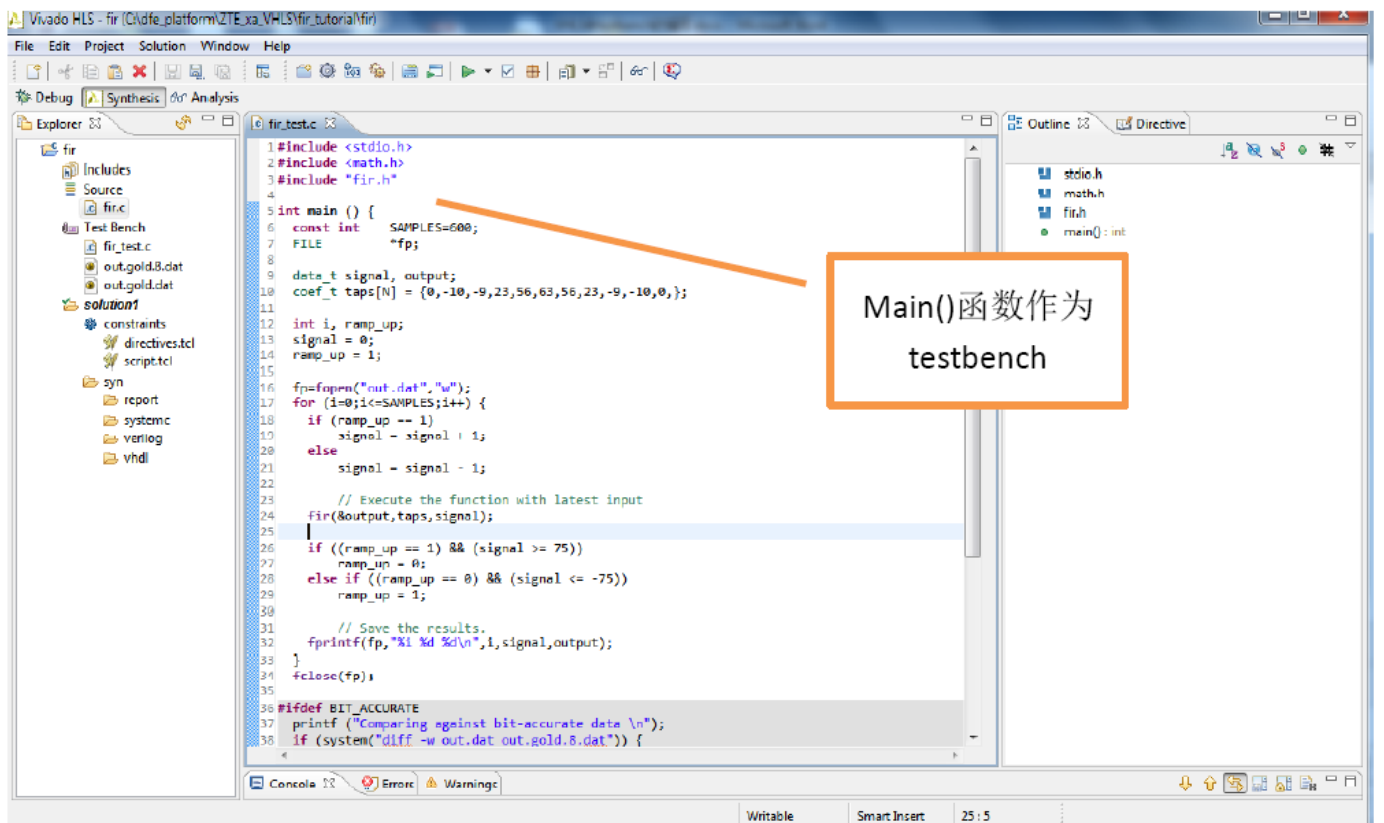 Vivado HLS - fir (C:\dfe_platform\ZTE_xa_VHLS\fir_tutorial\fir)
File Edit Project Solution Window Help
Debug Synthesis Analysis
Explorer
fir
Includes
Source
fir.c
Test Bench
fir_test.c
out.gold.8.dat
out.gold.dat
solution1
constraints
directives.tcl
script.tcl
syn
report
systemc
verilog
vhdl
fir_test.c
1 #include <stdio.h>
2 #include <math.h>
3 #include "fir.h"
4
5 int main () {
6 const int SAMPLES=600;
7 FILE *fp;
8
9 data_t signal, output;
10 coef_t taps[N] = {0,-10,-9,23,56,63,56,23,-9,-10,0,};
11
12 int i, ramp_up;
13 signal = 0;
14 ramp_up = 1;
15
16 fp=fopen("out.dat","w");
17 for (i=0;i<=SAMPLES;i++) {
18 if (ramp_up == 1)
19 signal = signal + 1;
20 else
21 signal = signal - 1;
22
23 // Execute the function with latest input
24 fir(&output,taps,signal);
25
26 if ((ramp_up == 1) && (signal >= 75))
27 ramp_up = 0;
28 else if ((ramp_up == 0) && (signal <= -75))
29 ramp_up = 1;
30
31 // Save the results.
32 fprintf(fp,"%i %d %d\n",i,signal,output);
33 }
34 fclose(fp);
35
36 #ifdef BIT_ACCURATE
37 printf ("Comparing against bit-accurate data \n");
38 if (system("diff -w out.dat out.gold.8.dat")) {
Main()函数作为
testbench
Outline Directive
stdio.h
math.h
fir.h
main() : int
Console Errors Warnings
Writable Smart Insert 25 : 5